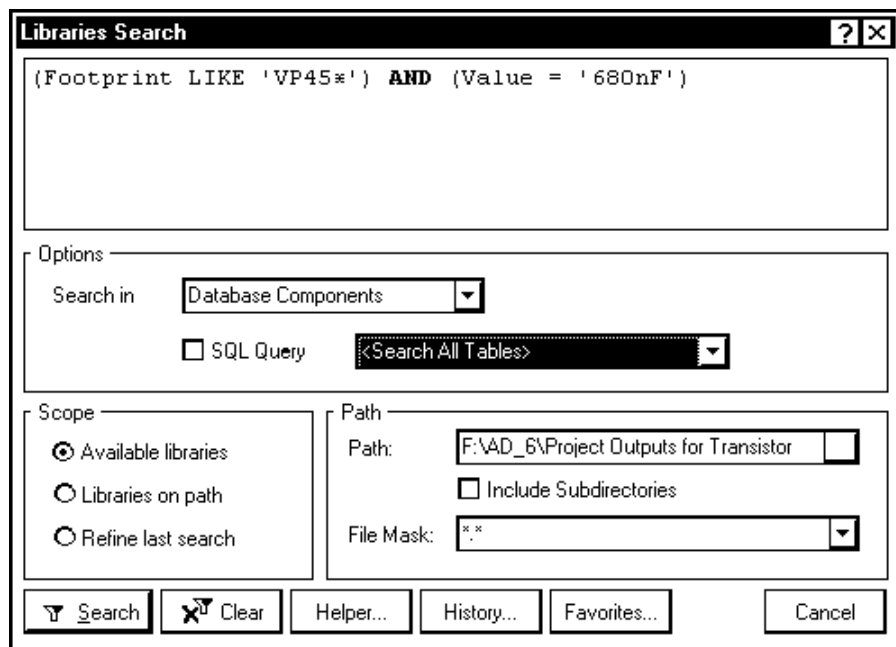 Libraries Search
(Footprint LIKE 'VP45*') AND (Value = '680nF')
Options
Search in Database Components
SQL Query <Search All Tables>
Scope
Available libraries
Libraries on path
Refine last search
Path
Path: F:\AD_6\Project Outputs for Transistor
Include Subdirectories
File Mask: *.*
Search Clear Helper... History... Favorites... Cancel